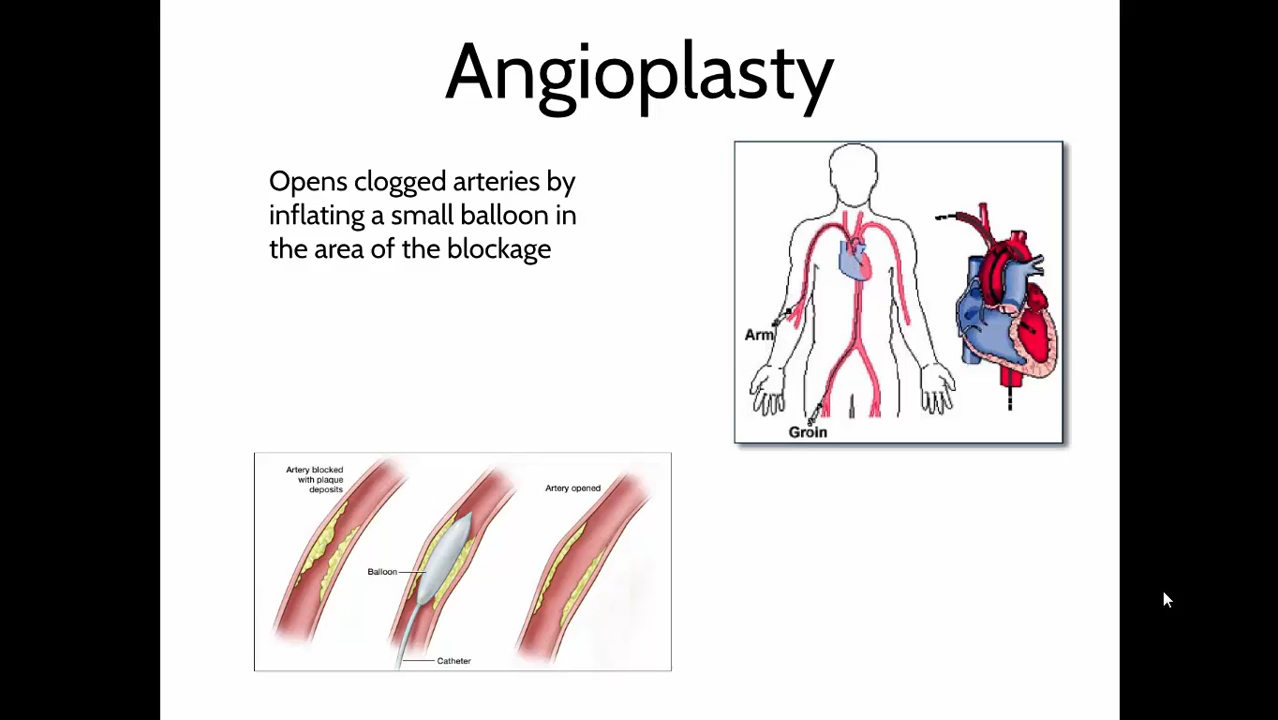 Angioplasty
Opens clogged arteries by
inflating a small balloon in
the area of the blockage
Arm
Groin
Artery blocked
with plaque
deposits
Artery opened
Balloon
Catheter